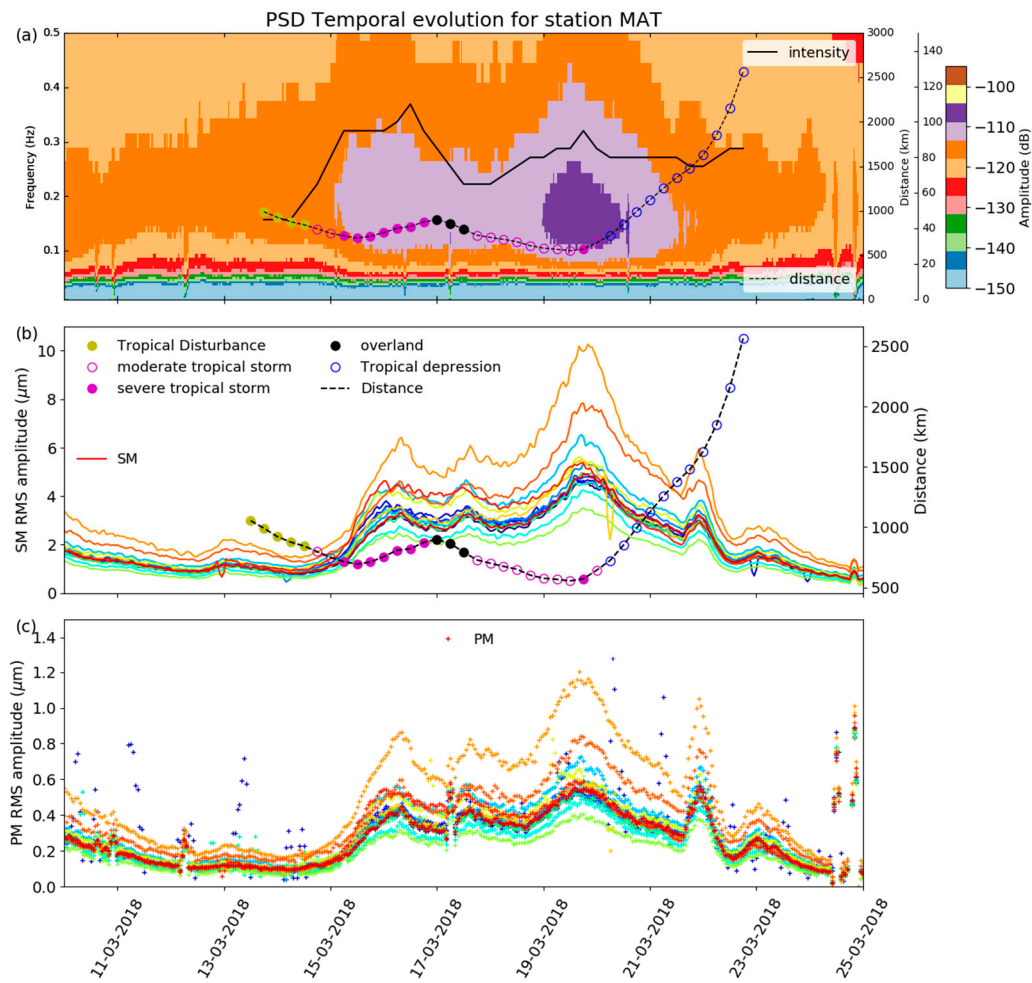 PSD Temporal evolution for station MAT
(a)
0.5
0.4
0.3
0.2
0.1
Frequency (Hz)
intensity
distance
3000
2500
2000
1500
1000
500
0
Distance (km)
140
120
100
80
60
40
20
0
−100
−110
−120
−130
−140
−150
Amplitude (dB)
(b)
10
8
6
4
2
0
SM RMS amplitude (μm)
Tropical Disturbance
moderate tropical storm
severe tropical storm
overland
Tropical depression
Distance
SM
2500
2000
1500
1000
500
Distance (km)
(c)
1.4
1.2
1.0
0.8
0.6
0.4
0.2
0.0
PM RMS amplitude (μm)
PM
11-03-2018
13-03-2018
15-03-2018
17-03-2018
19-03-2018
21-03-2018
23-03-2018
25-03-2018